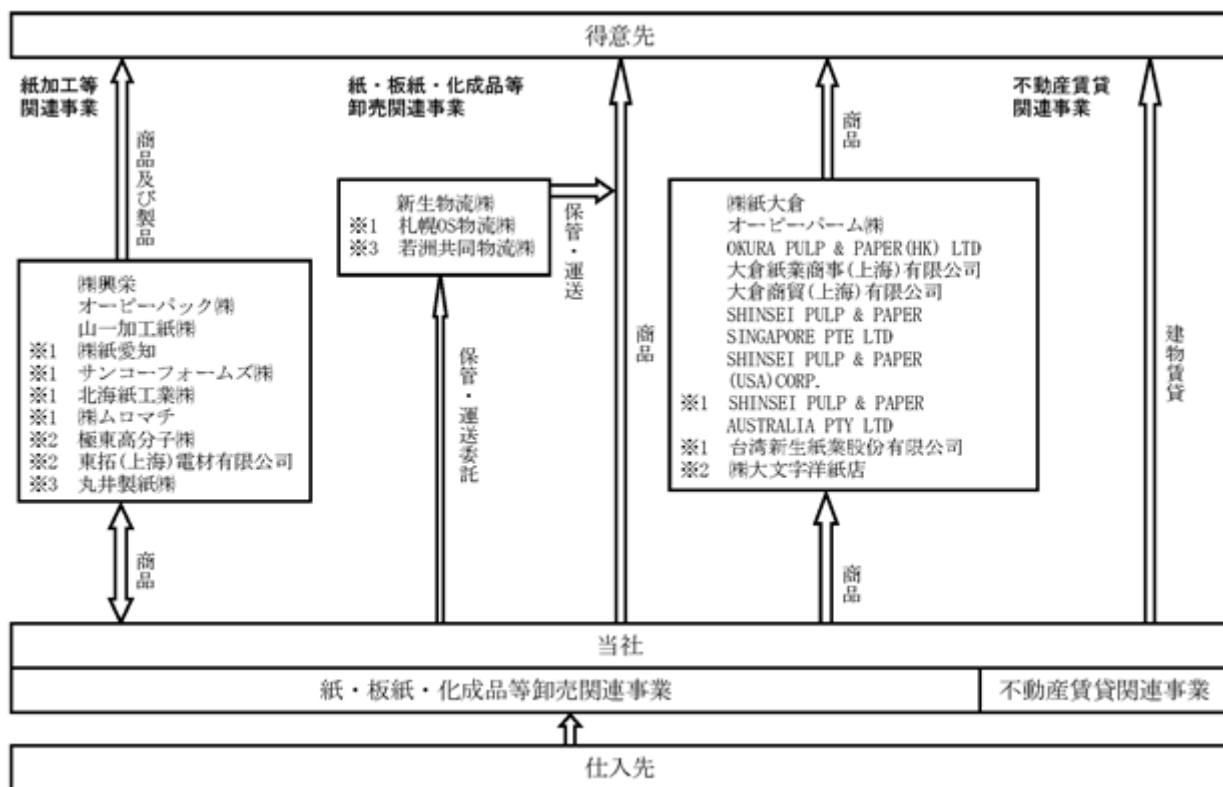 得意先
紙加工等
関連事業
紙・板紙・化成品等
卸売関連事業
不動産賃貸
関連事業
商品及び製品
商品
新生物流㈱
※1 札幌OS物流㈱
※3 若洲共同物流㈱
保管・運送
㈱紙大倉
オーピーパーム㈱
OKURA PULP & PAPER(HK) LTD
大倉紙業商事(上海)有限公司
大倉商貿(上海)有限公司
SHINSEI PULP & PAPER
SINGAPORE PTE LTD
SHINSEI PULP & PAPER
(USA)CORP.
※1 SHINSEI PULP & PAPER
AUSTRALIA PTY LTD
※1 台湾新生紙業股份有限公司
※2 ㈱大文字洋紙店
㈱興栄
オーピーパック㈱
山一加工紙㈱
※1 ㈱紙愛知
※1 サンコーフォームズ㈱
※1 北海紙工業㈱
※1 ㈱ムロマチ
※2 極東高分子㈱
※2 東拓(上海)電材有限公司
※3 丸井製紙㈱
保管・運送委託
商品
建物賃貸
商品
商品
当社
紙・板紙・化成品等卸売関連事業
不動産賃貸関連事業
仕入先